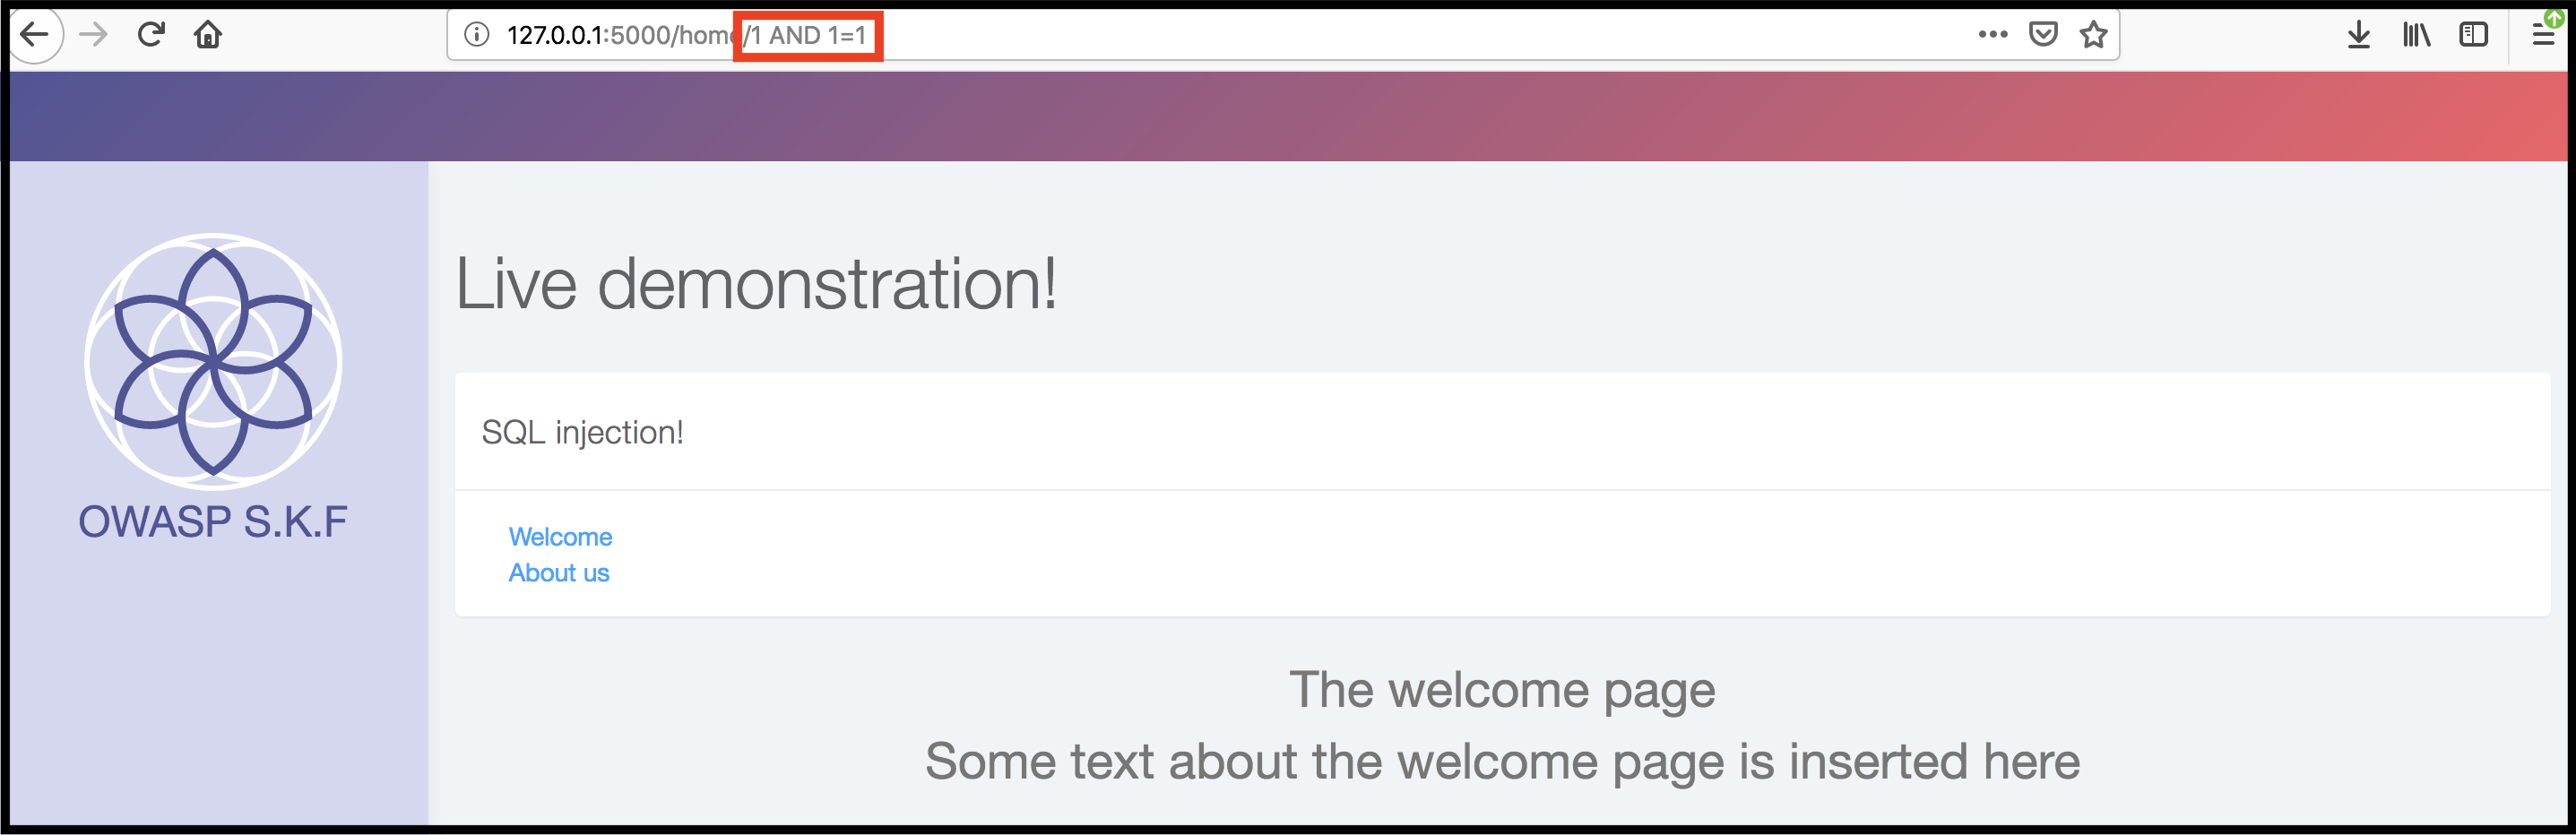 127.0.0.1:5000/home/1 AND 1=1
Live demonstration!
SQL injection!
OWASP S.K.F
Welcome
About us
The welcome page
Some text about the welcome page is inserted here